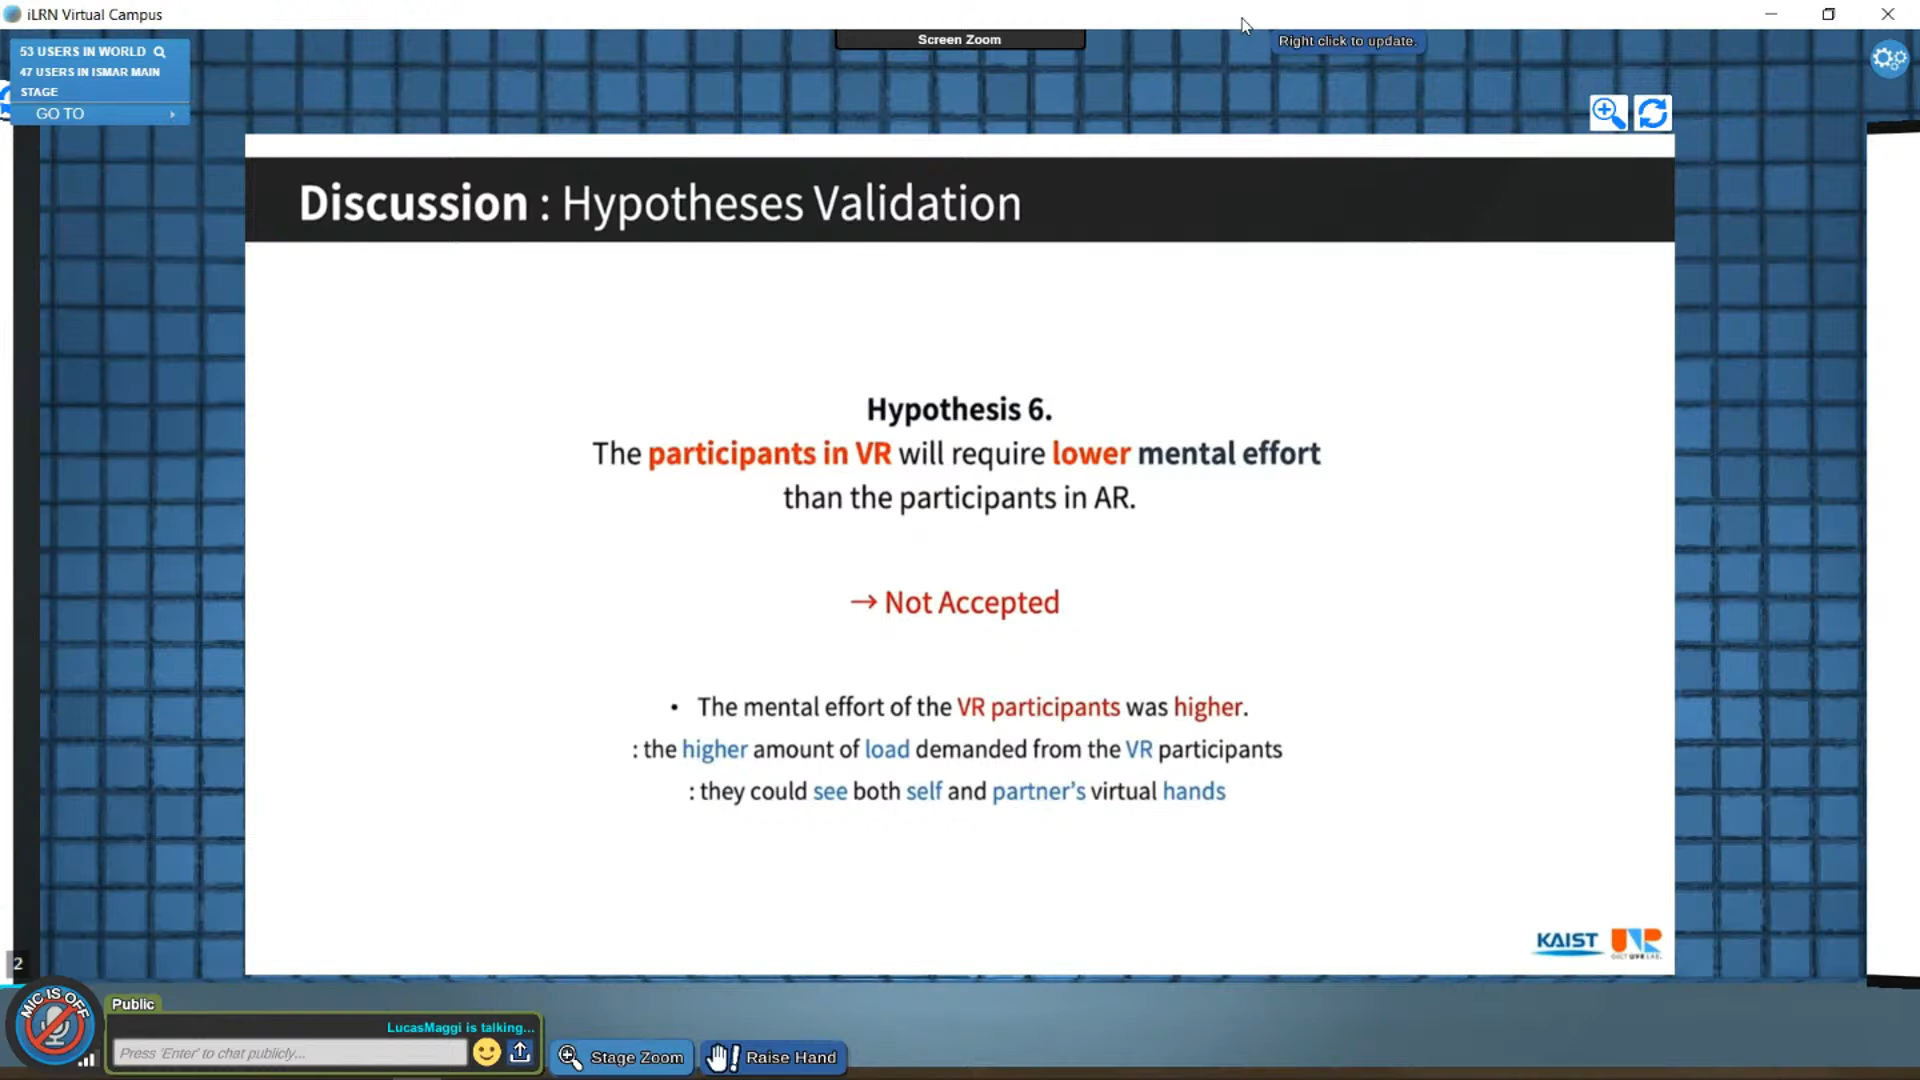 iLRN Virtual Campus
53 USERS IN WORLD
47 USERS IN ISMAR MAIN
STAGE
GO TO
Screen Zoom
Right click to update.
Discussion : Hypotheses Validation
Hypothesis 6.
The participants in VR will require lower mental effort
than the participants in AR.
→ Not Accepted
• The mental effort of the VR participants was higher.
: the higher amount of load demanded from the VR participants
: they could see both self and partner's virtual hands
KAIST UVR
UVR LAB.
2
MIC IS OFF
Public
LucasMaggi is talking...
Press 'Enter' to chat publicly...
Stage Zoom
Raise Hand